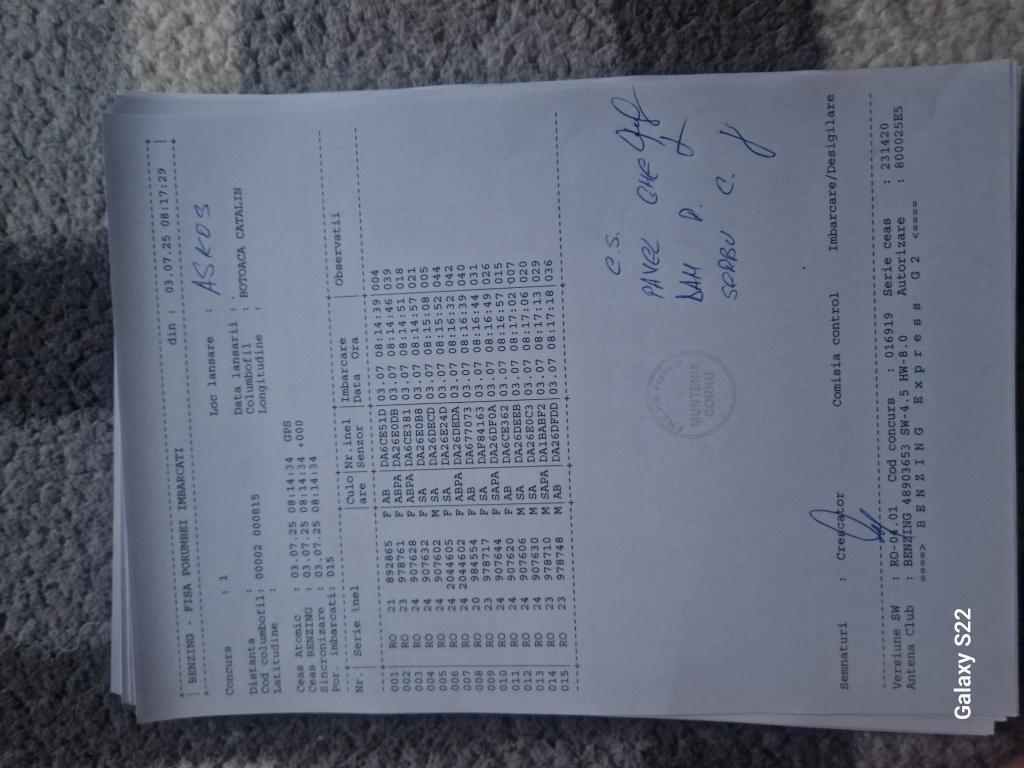 BENZING - FISA PORUMBEI IMBARCATI din : 03.07.25 08:17:29
Concurs : 1 Loc lansare : ASKOS
Distanta : Data lansarii :
Cod columbofil: 00002 000815 Columbofil : BOTOACA CATALIN
Latitudine : Longitudine :
Ceas Atomic : 03.07.25 08:14:34 GPS
Ceas BENZING : 03.07.25 08:14:34 +000
Sincronizare : 03.07.25 08:14:34
Por imbarcati: 015
Nr. Serie inel Culo Nr.inel Imbarcare Observatii
are Senzor Data Ora
001 RO 21 892865 F AB DA6CE51D 03.07 08:14:39 004
002 RO 23 978761 F ABPA DA26E0DB 03.07 08:14:46 039
003 RO 24 907628 F ABPA DA6CE381 03.07 08:14:51 018
004 RO 24 907632 F SA DA26E0B8 03.07 08:14:57 021
005 RO 24 907602 M SA DA26DECD 03.07 08:15:08 005
006 RO 24 2044605 F SA DA26E24D 03.07 08:15:52 044
007 RO 24 2044602 F ABPA DA26DEDA 03.07 08:16:32 042
008 RO 20 984554 F AB DA677073 03.07 08:16:39 040
009 RO 23 978717 F SA DAF84163 03.07 08:16:44 031
010 RO 24 907644 F SAPA DA26DF0A 03.07 08:16:49 026
011 RO 24 907620 F AB DA6CE362 03.07 08:16:57 015
012 RO 24 907606 M SA DA26DEEB 03.07 08:17:02 007
013 RO 24 907630 M SA DA26E0C3 03.07 08:17:06 020
014 RO 23 978710 M SAPA DA1BABF2 03.07 08:17:13 029
015 RO 23 978748 M AB DA26DFDD 03.07 08:17:18 036
C.S.
PAVEL GHE
DAM D.
SCARBU C.
MUNTENIA
CORNU
Semnaturi : Crescator Comisia control Imbarcare/Desigilare
Versiune SW : RO-04.01 Cod concurs : 016919 Serie ceas : 231420
Antena Club : BENZING 48903653 SW-4.5 HW-8.0 Autorizare : 800025E5
====> B E N Z I N G E x p r e s s G 2 <====
Galaxy S22